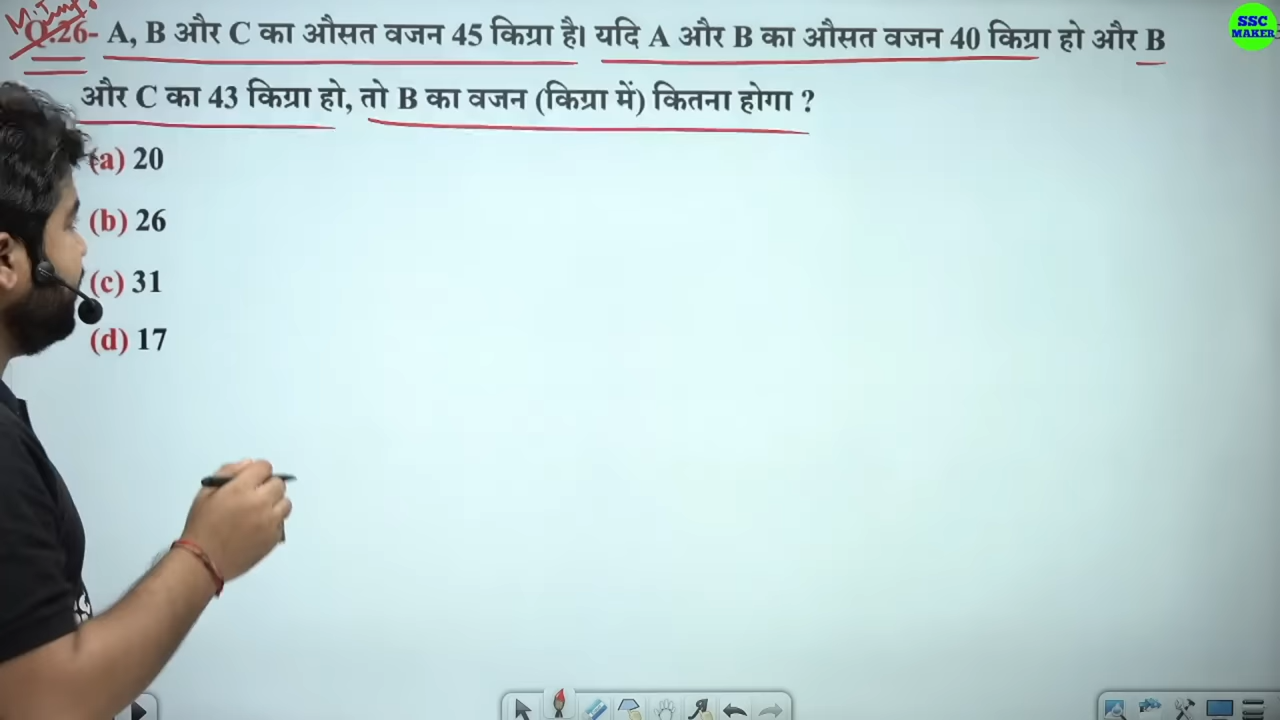 M. Imp.
Q.26- A, B और C का औसत वजन 45 किग्रा है। यदि A और B का औसत वजन 40 किग्रा हो और B
और C का 43 किग्रा हो, तो B का वजन (किग्रा में) कितना होगा ?
(a) 20
(b) 26
(c) 31
(d) 17
SSC
MAKER